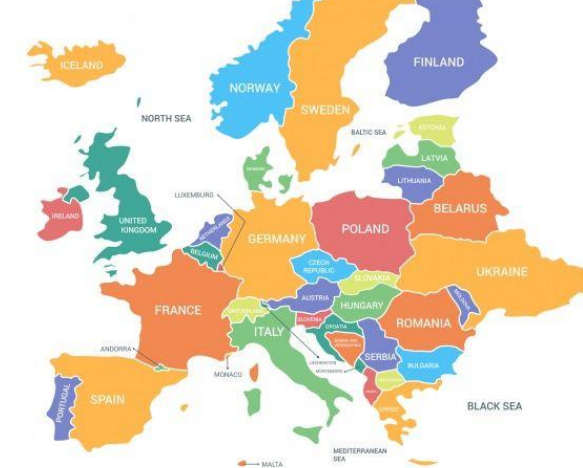 ICELAND
FINLAND
NORWAY
SWEDEN
NORTH SEA
BALTIC SEA
ESTONIA
LATVIA
LITHUANIA
DENMARK
LUXEMBURG
BELARUS
IRELAND
UNITED
KINGDOM
NETHERLANDS
BELGIUM
GERMANY
POLAND
CZECH
REPUBLIC
SLOVAKIA
UKRAINE
AUSTRIA
HUNGARY
MOLDOVA
FRANCE
SWITZERLAND
SLOVENIA
CROATIA
ROMANIA
ITALY
ANDORRA
MONACO
SERBIA
BULGARIA
SPAIN
PORTUGAL
BLACK SEA
MEDITERRANEAN
SEA
MALTA